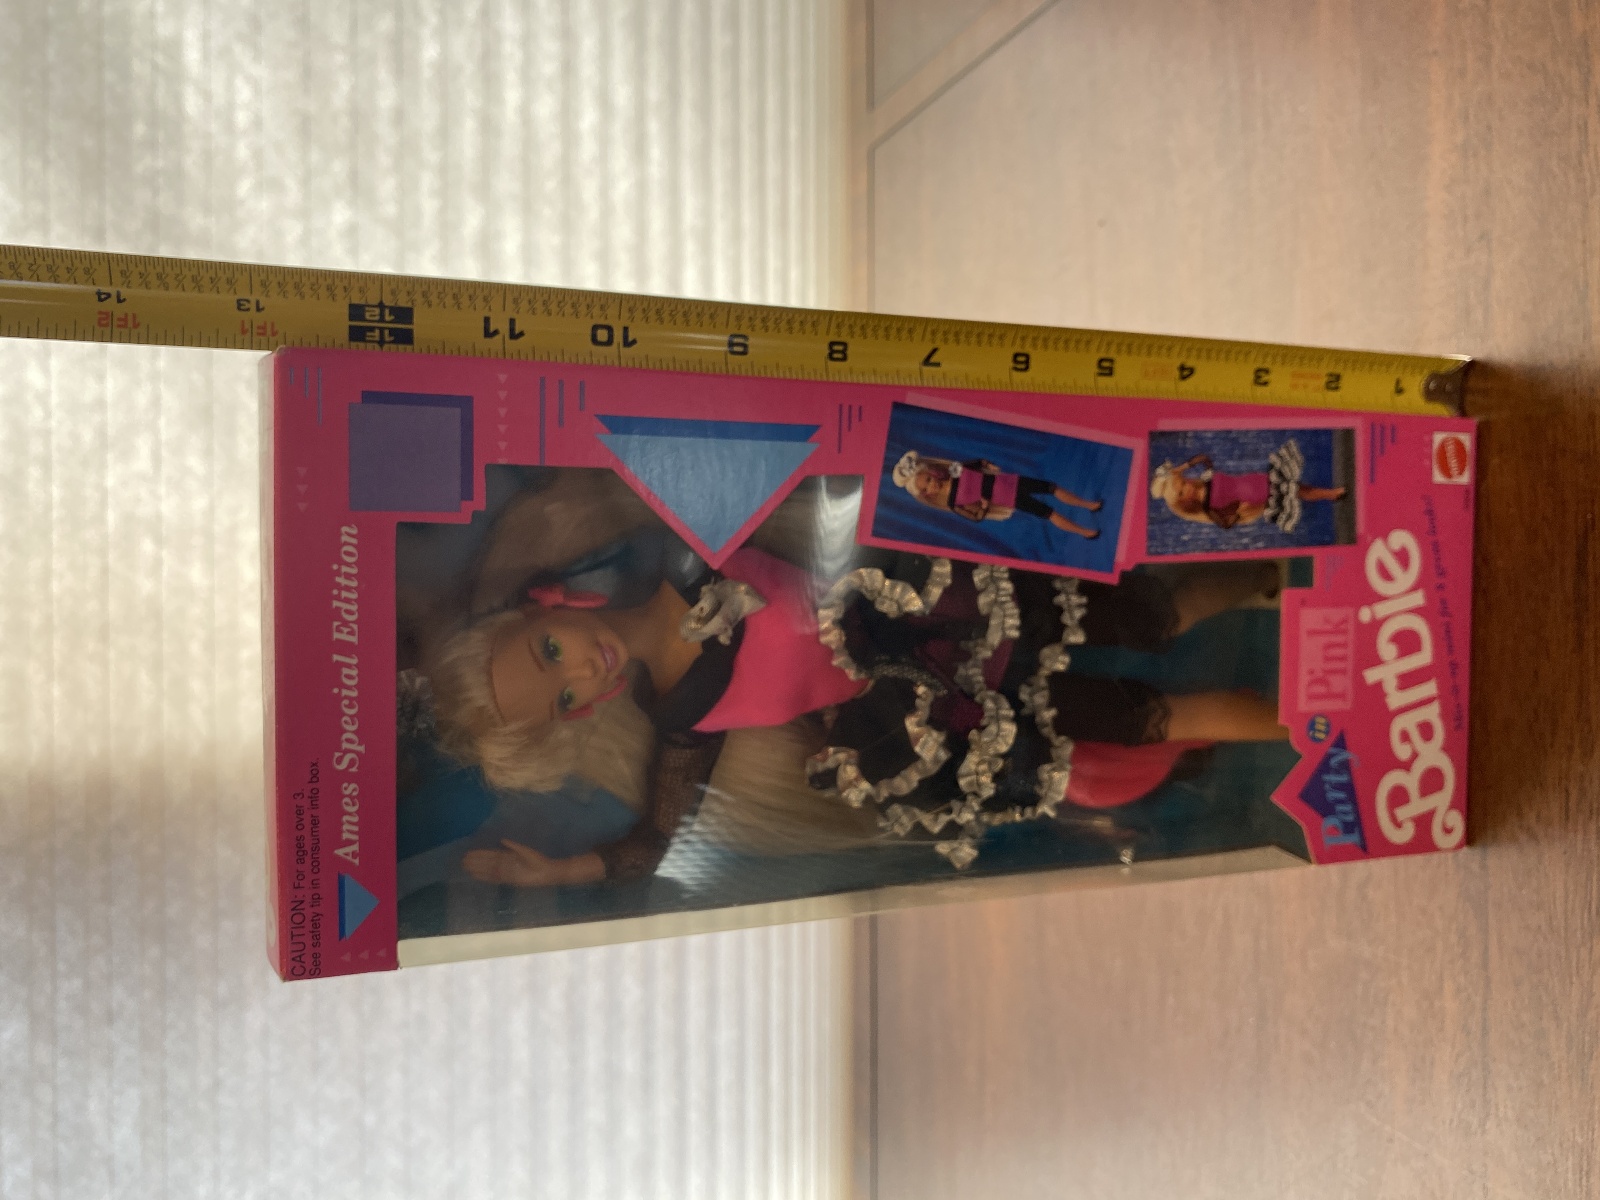 CAUTION: For ages over 3.
See safety tip in consumer info box.
Ames Special Edition
Party in Pink
Barbie
MATTEL
14
1F2
13
1F1
12
1F
11
10
9
8
7
6
5
4
3
2
1